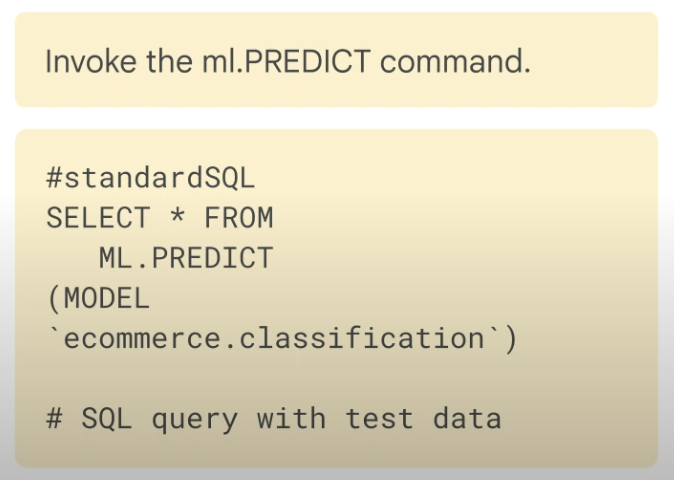 Invoke the ml.PREDICT command.
#standardSQL
SELECT * FROM
ML.PREDICT
(MODEL
`ecommerce.classification`)
# SQL query with test data